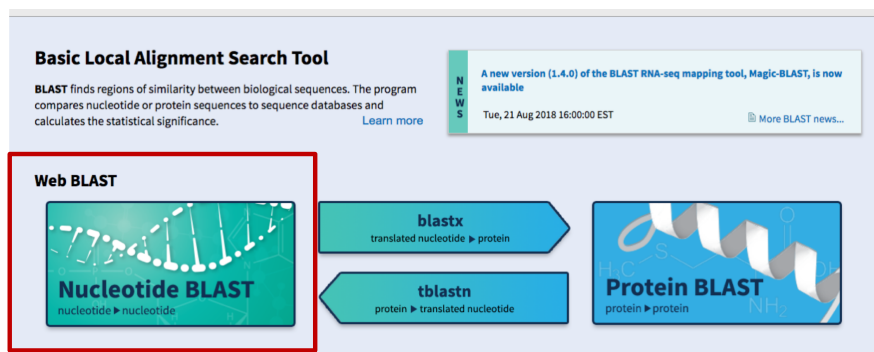 Basic Local Alignment Search Tool
BLAST finds regions of similarity between biological sequences. The program
compares nucleotide or protein sequences to sequence databases and
calculates the statistical significance. Learn more
NEWS
A new version (1.4.0) of the BLAST RNA-seq mapping tool, Magic-BLAST, is now
available
Tue, 21 Aug 2018 16:00:00 EST
More BLAST news...
Web BLAST
Nucleotide BLAST
nucleotide ▶ nucleotide
blastx
translated nucleotide ▶ protein
tblastn
protein ▶ translated nucleotide
Protein BLAST
protein ▶ protein
H₃C
S
O
NH₂